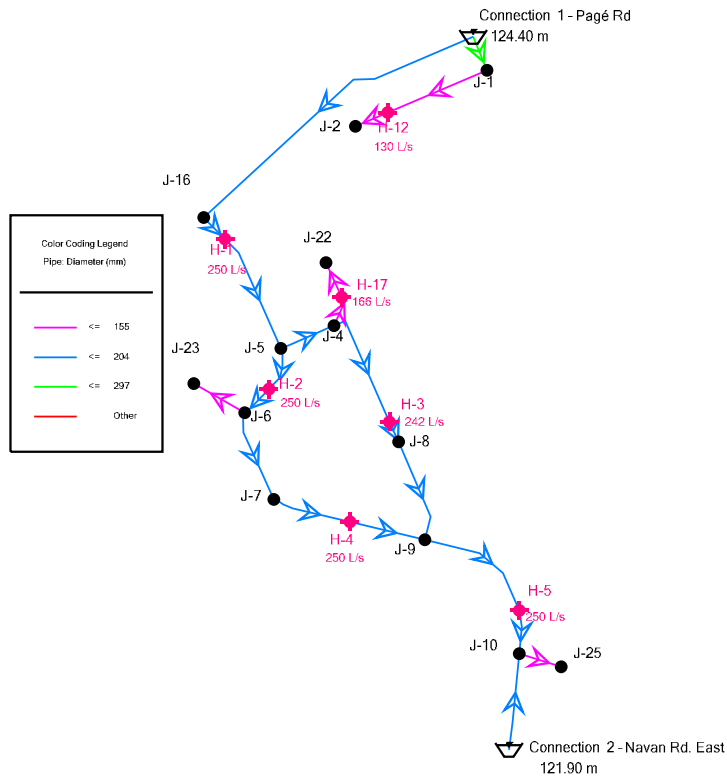 Connection 1 - Pagé Rd
124.40 m
J-1
J-2
H-12
130 L/s
J-16
H-1
250 L/s
J-22
H-17
166 L/s
Color Coding Legend
Pipe: Diameter (mm)
<= 155
<= 204
<= 297
Other
J-5
J-4
J-23
H-2
250 L/s
J-6
H-3
242 L/s
J-8
J-7
H-4
250 L/s
J-9
H-5
250 L/s
J-10
J-25
Connection 2 - Navan Rd. East
121.90 m